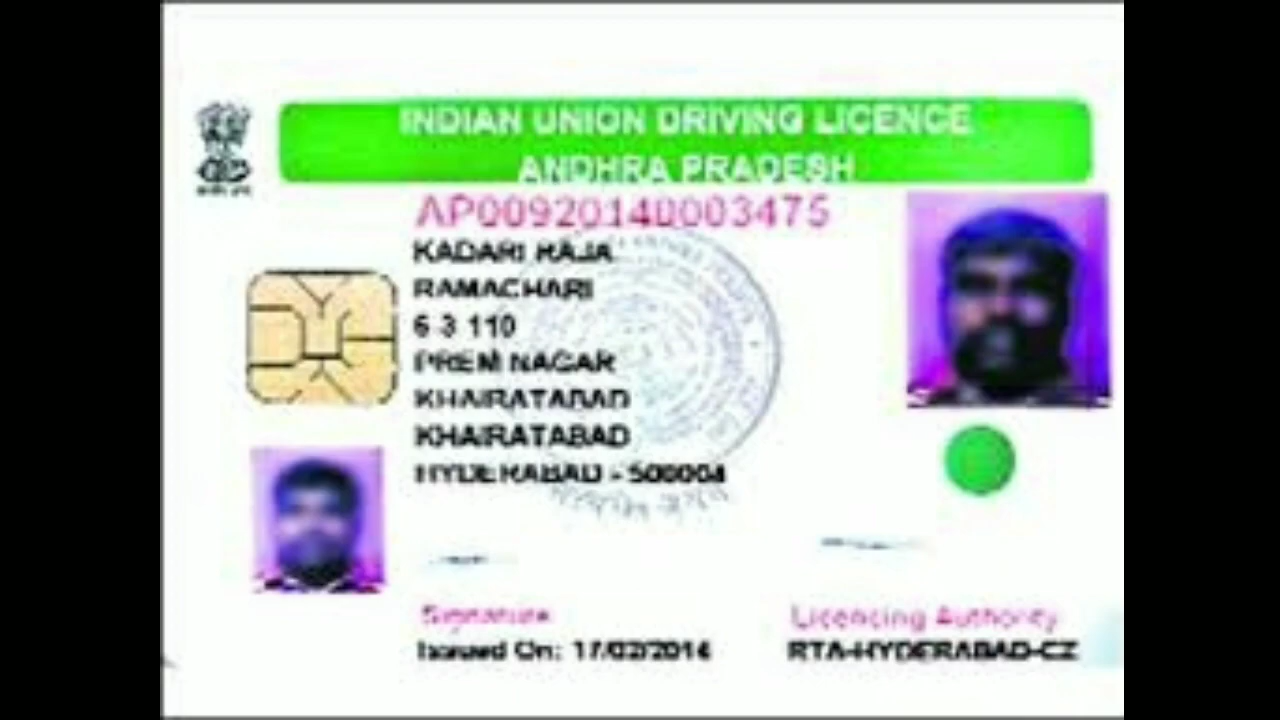 INDIAN UNION DRIVING LICENCE
ANDHRA PRADESH
AP00920140003475
KADARI RAJA
RAMACHARI
6 3 110
PREM NAGAR
KHAIRATABAD
KHAIRATABAD
HYDERABAD - 500004
Signature
Licencing Authority
Issued On: 17/02/2014
RTA-HYDERABAD-CZ